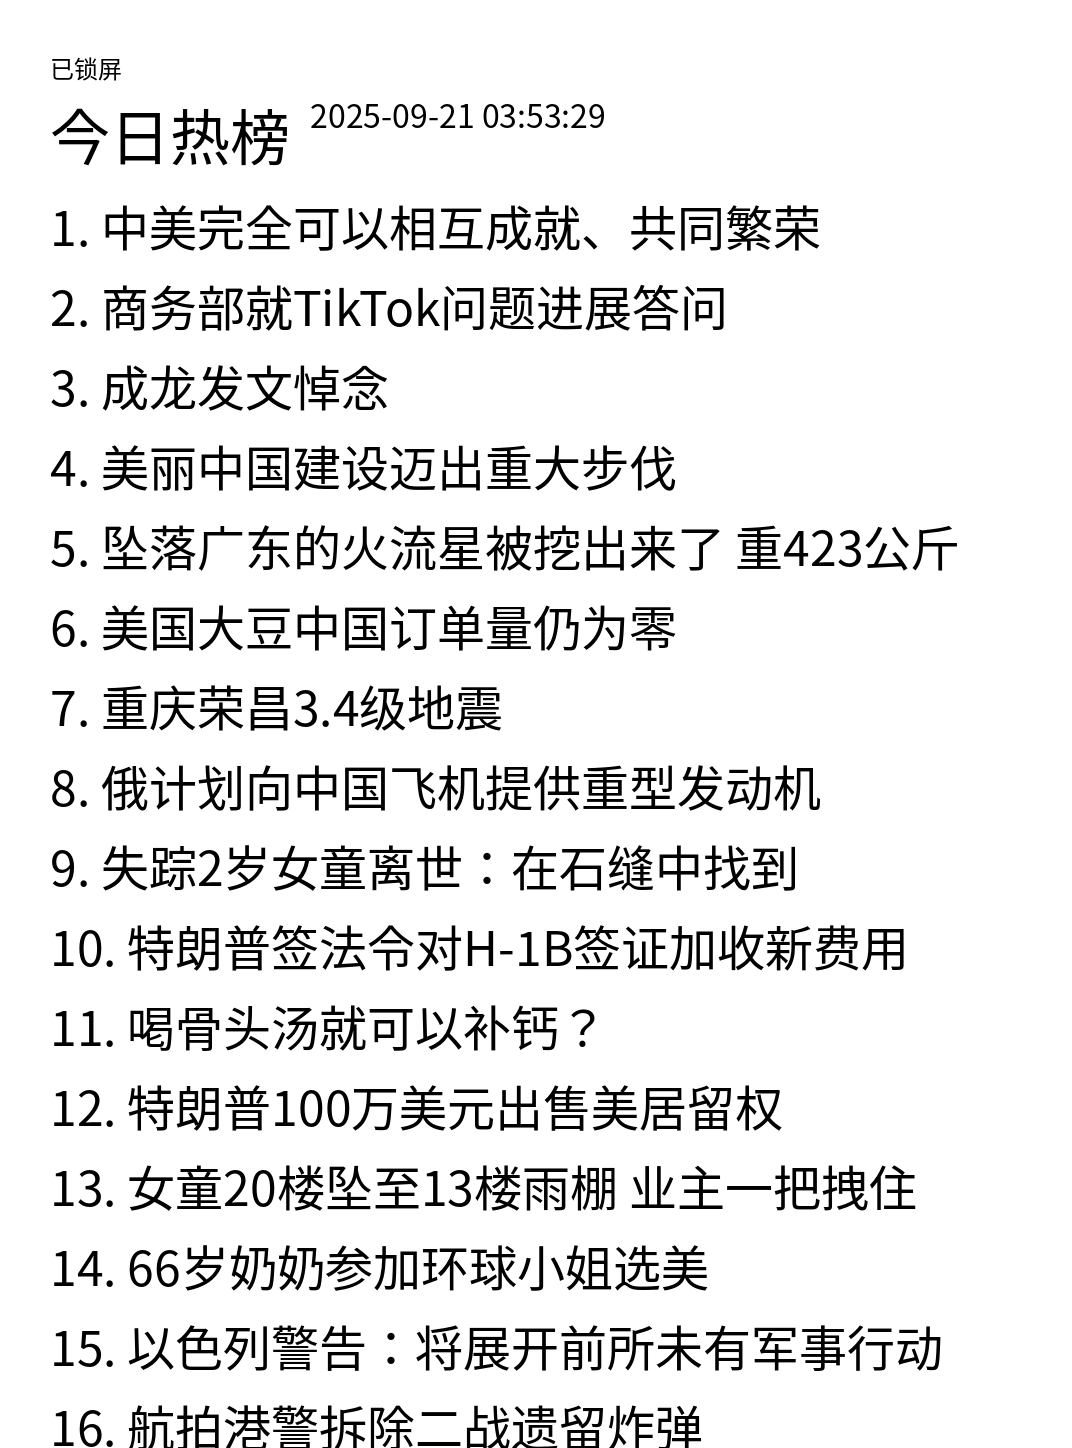 已锁屏
今日热榜 2025-09-21 03:53:29
1. 中美完全可以相互成就、共同繁荣
2. 商务部就TikTok问题进展答问
3. 成龙发文悼念
4. 美丽中国建设迈出重大步伐
5. 坠落广东的火流星被挖出来了 重423公斤
6. 美国大豆中国订单量仍为零
7. 重庆荣昌3.4级地震
8. 俄计划向中国飞机提供重型发动机
9. 失踪2岁女童离世：在石缝中找到
10. 特朗普签法令对H-1B签证加收新费用
11. 喝骨头汤就可以补钙？
12. 特朗普100万美元出售美居留权
13. 女童20楼坠至13楼雨棚 业主一把拽住
14. 66岁奶奶参加环球小姐选美
15. 以色列警告：将展开前所未有军事行动
16. 航拍港警拆除二战遗留炸弹